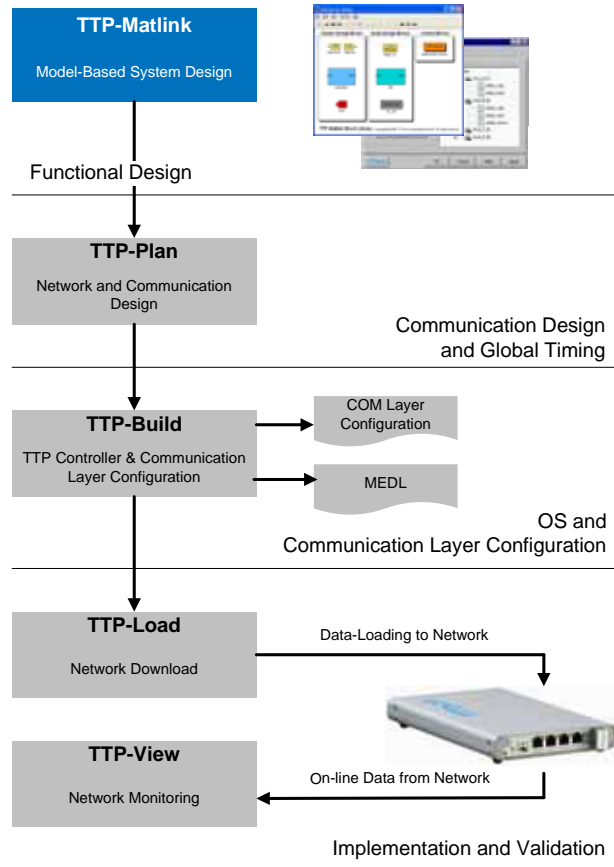 TTP-Matlink
Model-Based System Design
Functional Design
TTP-Plan
Network and Communication
Design
Communication Design
and Global Timing
TTP-Build
TTP Controller & Communication
Layer Configuration
COM Layer
Configuration
MEDL
OS and
Communication Layer Configuration
TTP-Load
Network Download
Data-Loading to Network
TTP-View
Network Monitoring
On-line Data from Network
Implementation and Validation